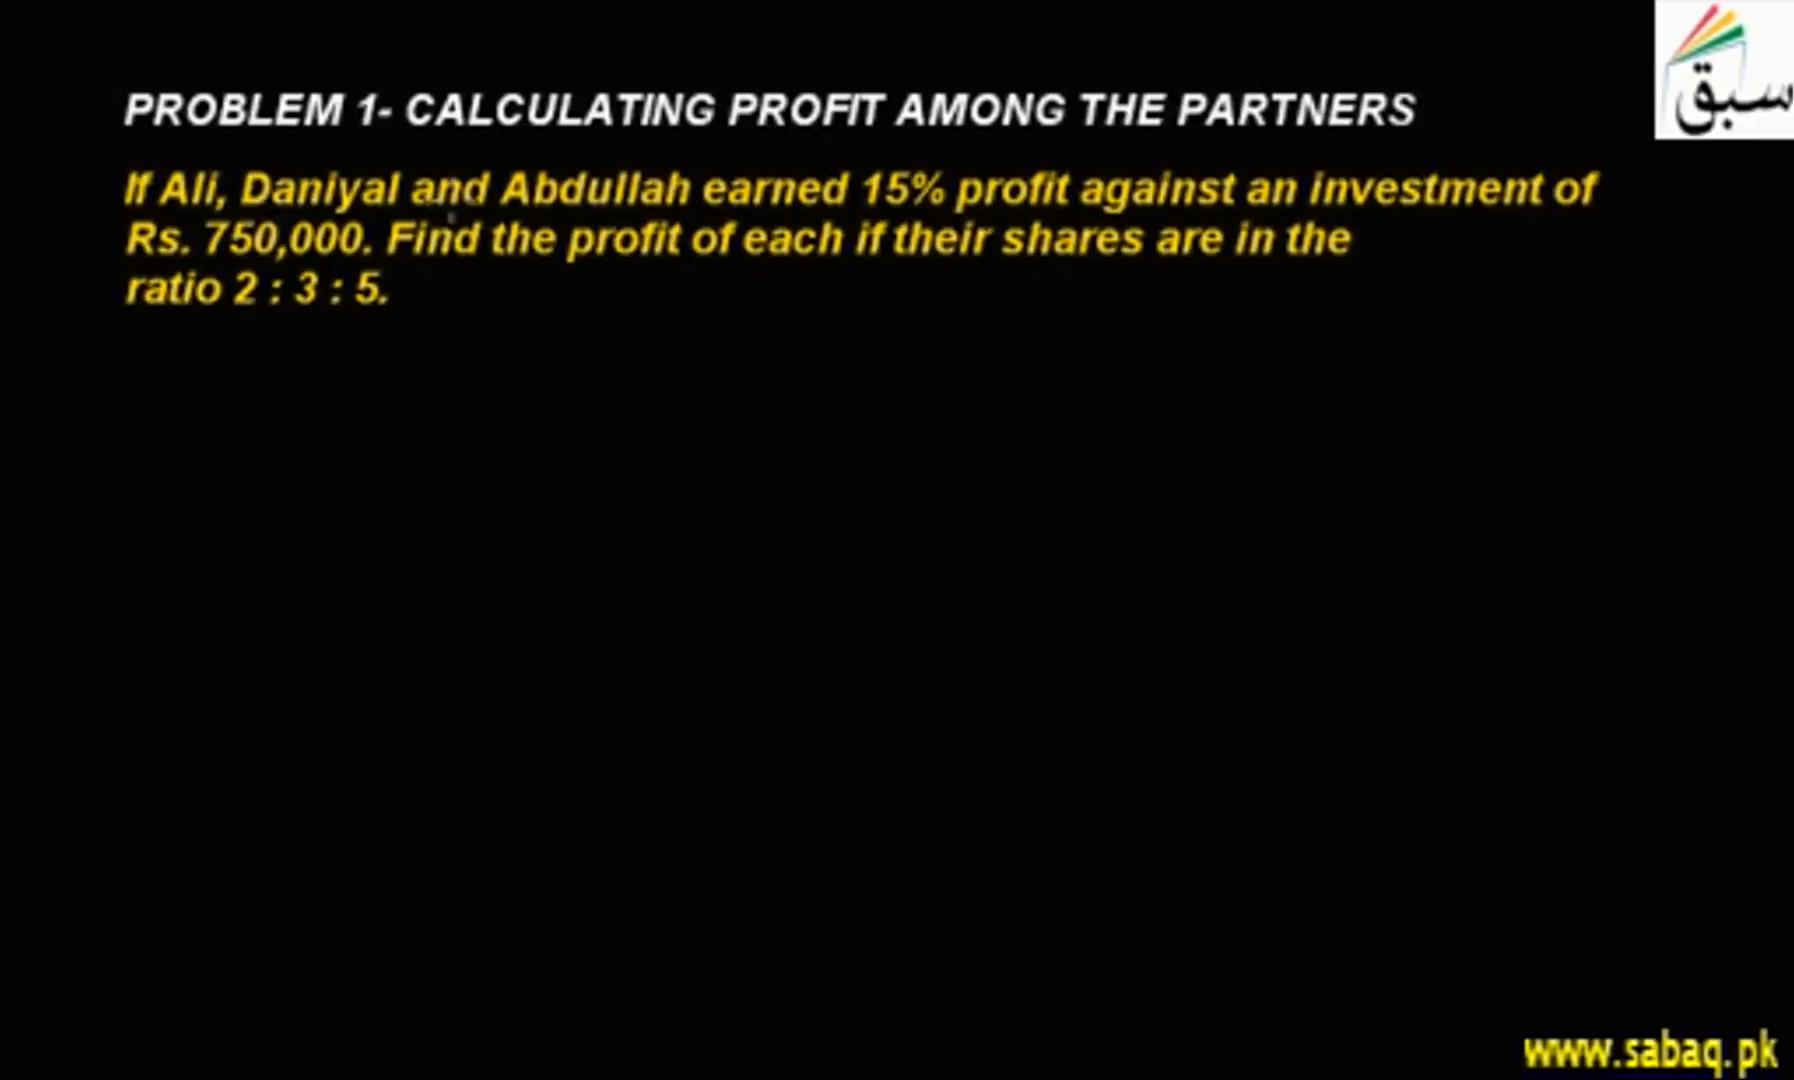 سبق
PROBLEM 1- CALCULATING PROFIT AMONG THE PARTNERS
If Ali, Daniyal and Abdullah earned 15% profit against an investment of
Rs. 750,000. Find the profit of each if their shares are in the
ratio 2 : 3 : 5.
www.sabaq.pk